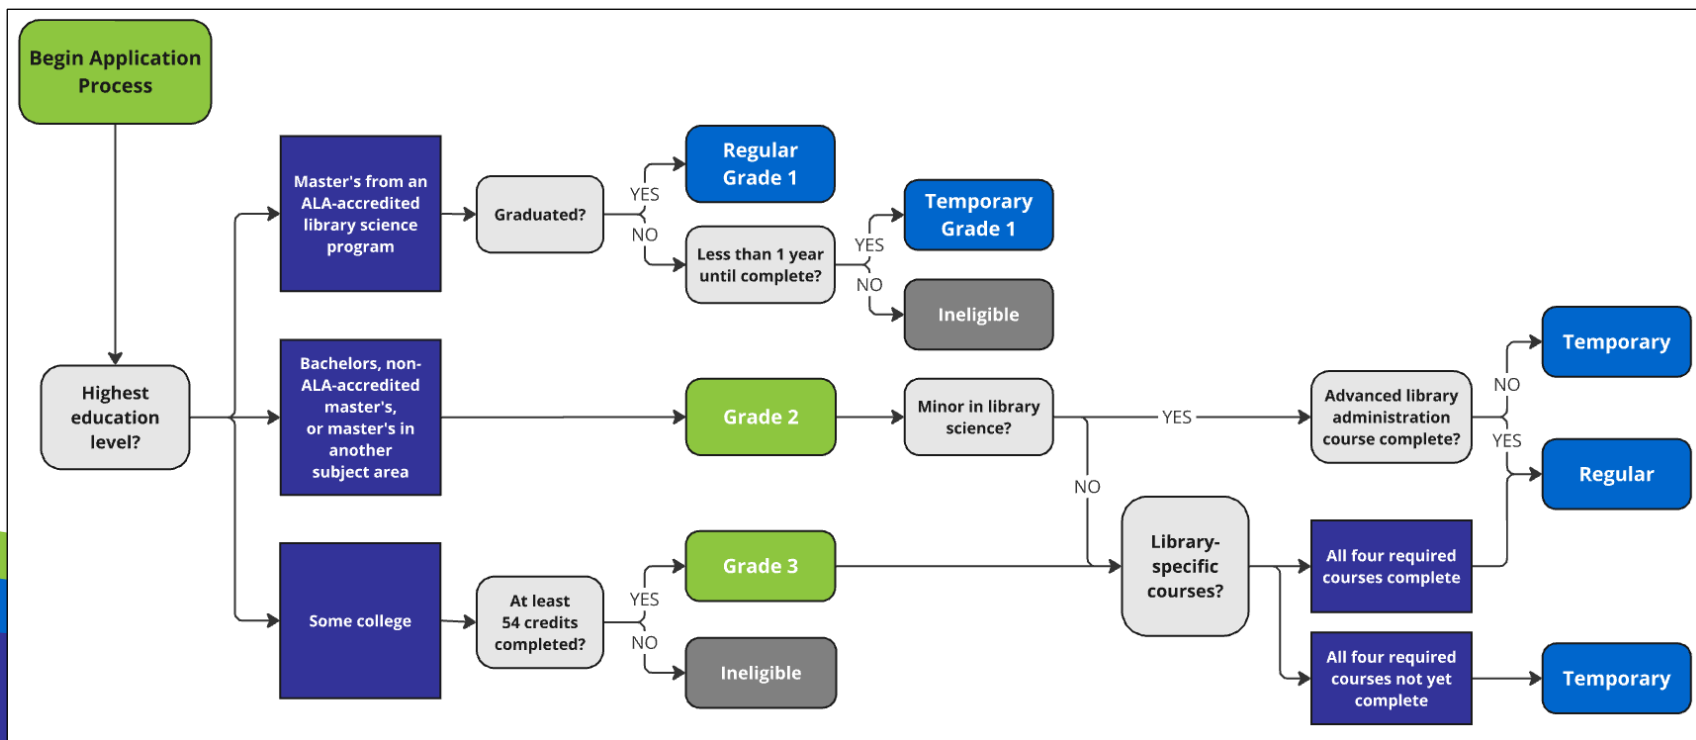 Begin Application
Process
Highest
education
level?
Master's from an
ALA-accredited
library science
program
Graduated?
YES
NO
Regular
Grade 1
Less than 1 year
until complete?
YES
NO
Temporary
Grade 1
Ineligible
Bachelors, non-
ALA-accredited
master's,
or master's in
another
subject area
Grade 2
Minor in library
science?
YES
NO
Advanced library
administration
course complete?
NO
YES
Temporary
Regular
Some college
At least
54 credits
completed?
YES
NO
Grade 3
Ineligible
Library-
specific
courses?
All four required
courses complete
All four required
courses not yet
complete
Temporary